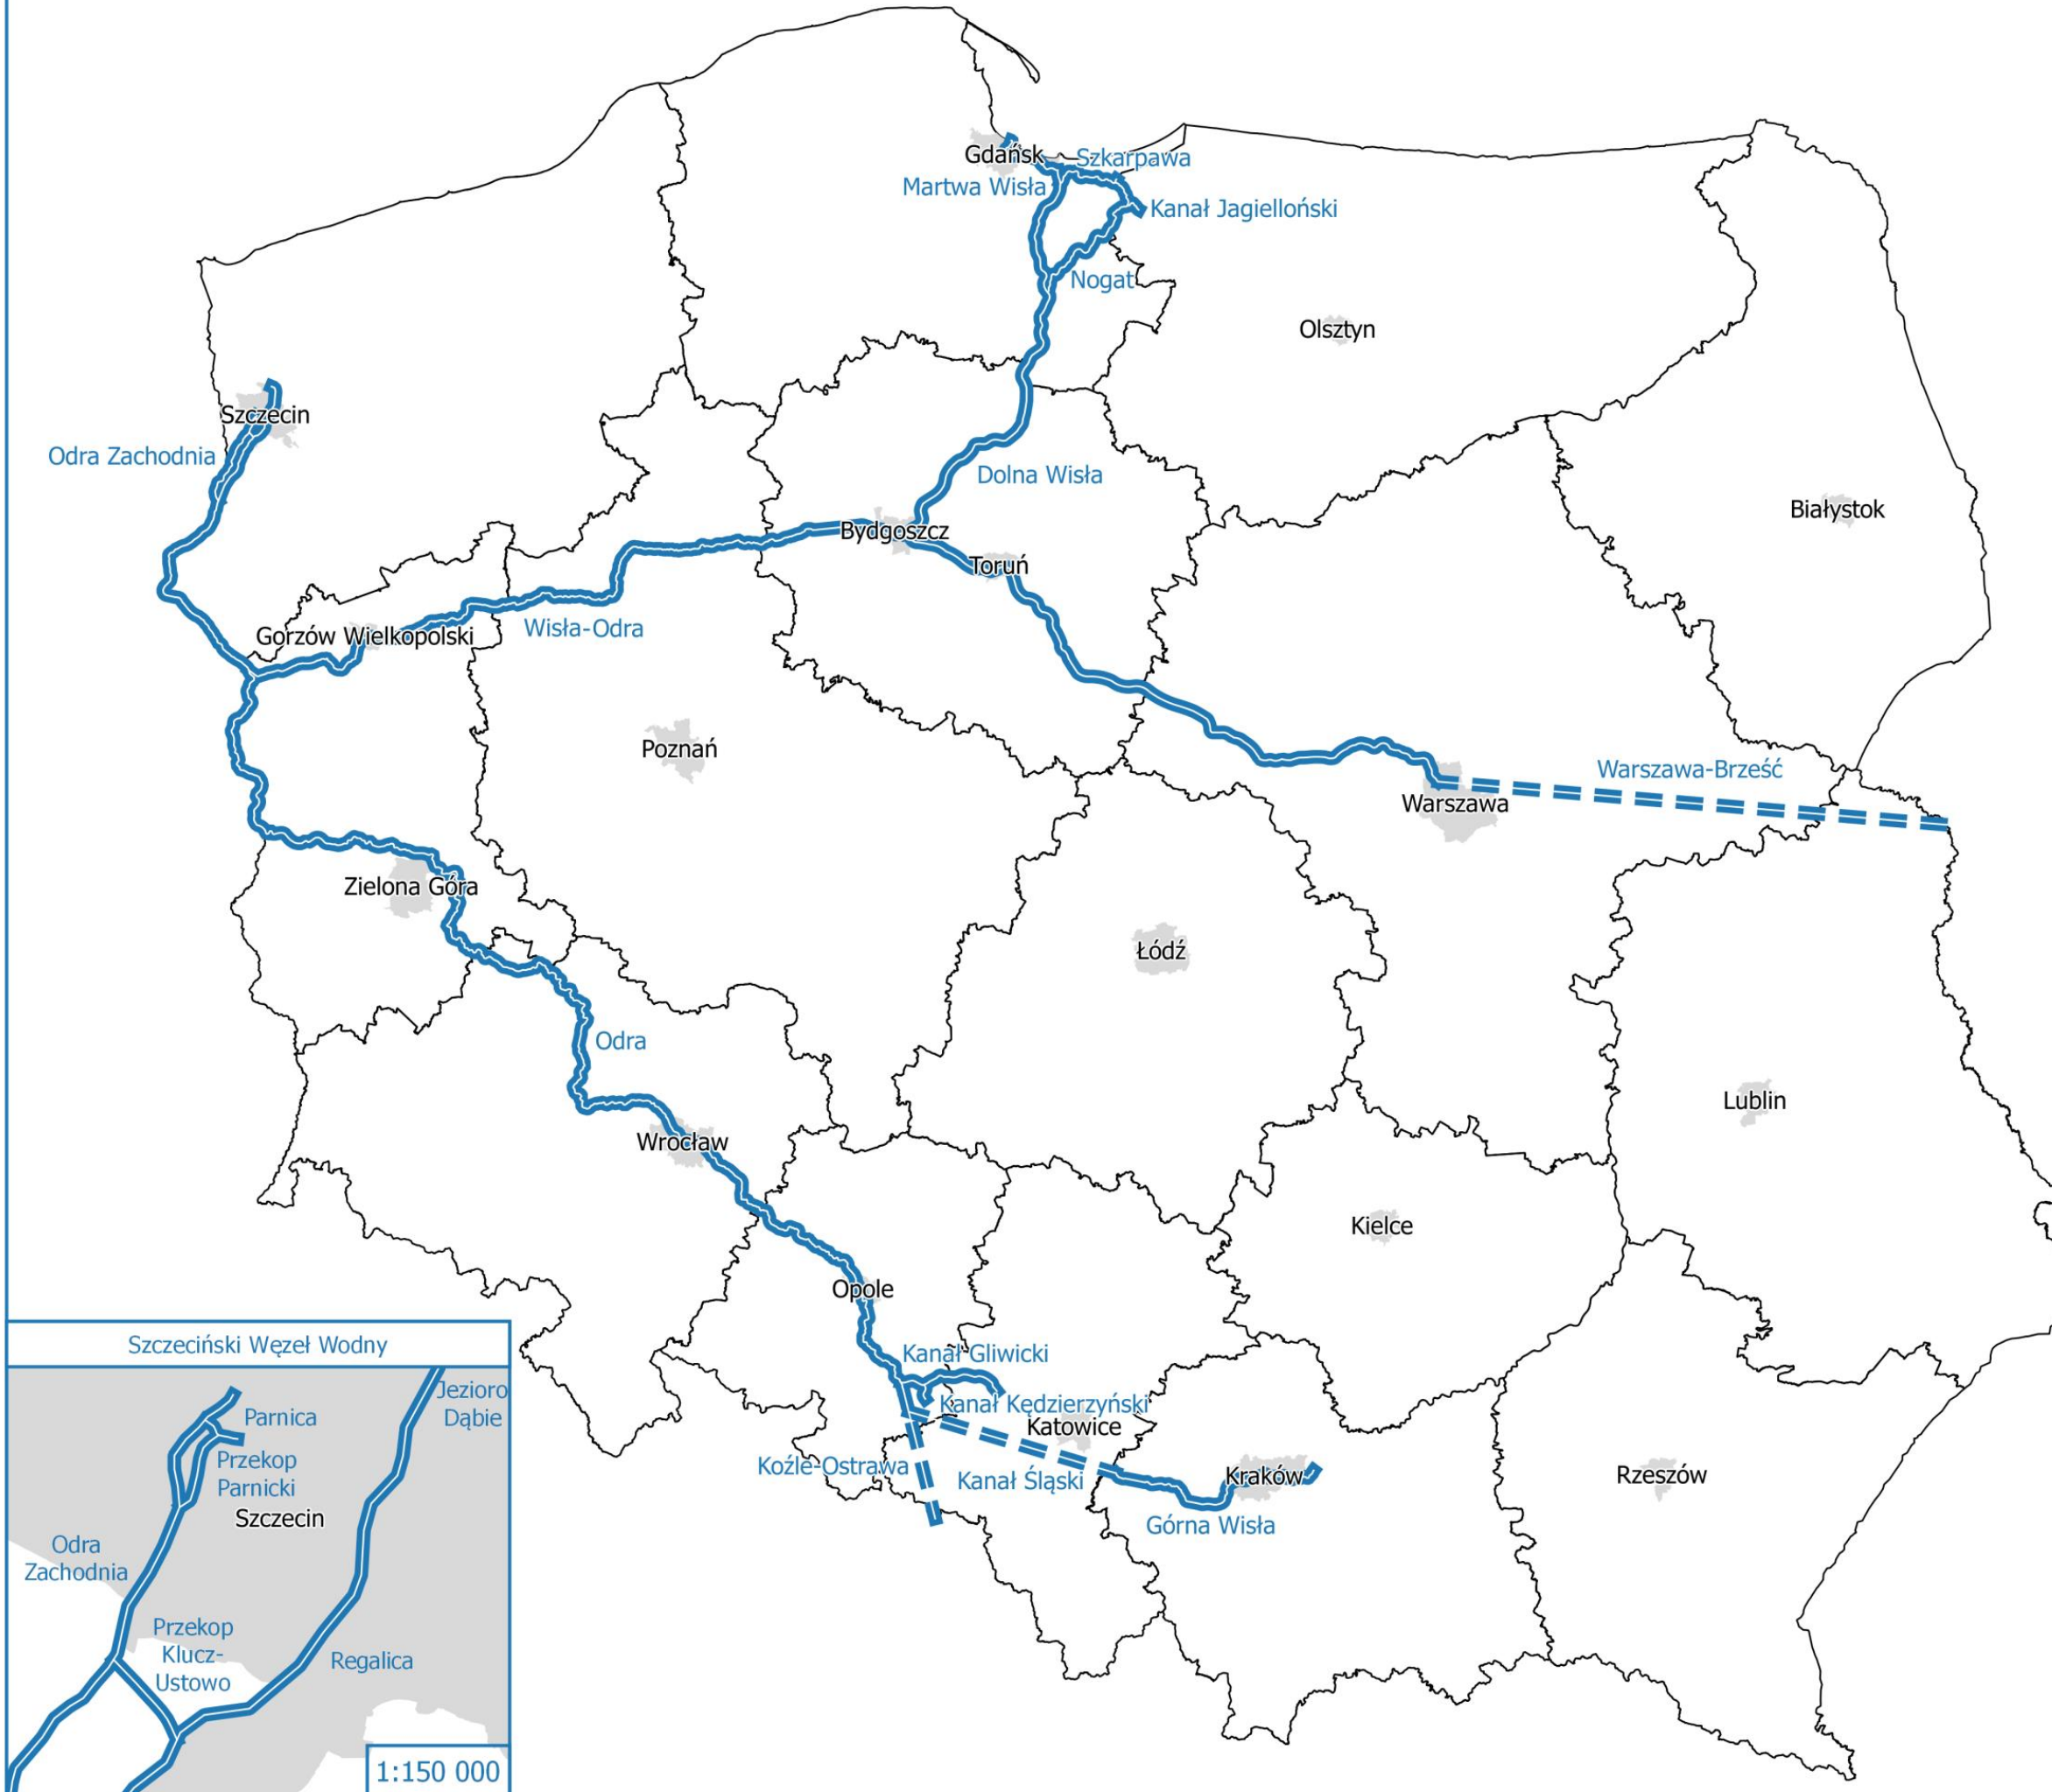 Gdańsk
Szkarpawa
Martwa Wisła
Kanał Jagielloński
Nogat
Olsztyn
Szczecin
Odra Zachodnia
Dolna Wisła
Białystok
Bydgoszcz
Toruń
Gorzów Wielkopolski
Wisła-Odra
Poznań
Warszawa-Brześć
Warszawa
Zielona Góra
Łódź
Odra
Lublin
Wrocław
Kielce
Opole
Kanał Gliwicki
Kanał Kędzierzyński
Katowice
Koźle-Ostrawa
Kanał Śląski
Kraków
Rzeszów
Górna Wisła
Szczeciński Węzeł Wodny
Jezioro
Dąbie
Parnica
Przekop
Parnicki
Szczecin
Odra
Zachodnia
Przekop
Klucz-
Ustowo
Regalica
1:150 000